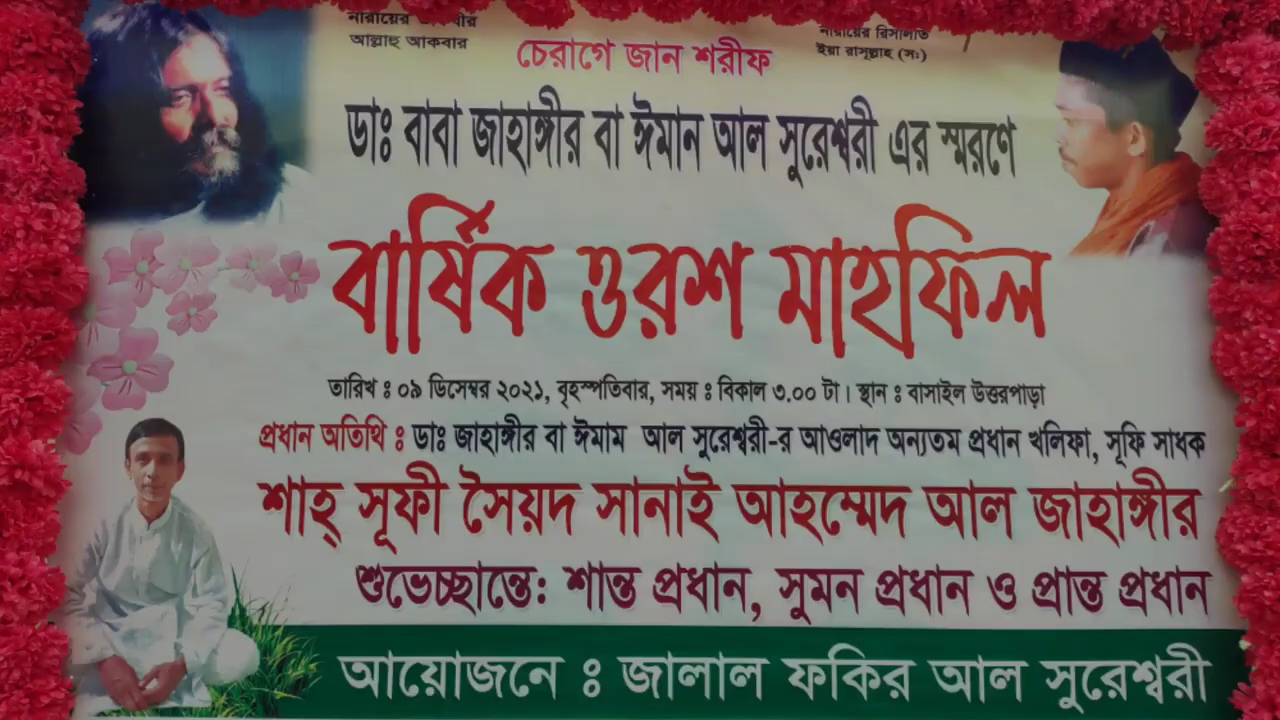 নারায়ের তাকবীর
আল্লাহু আকবার
নারায়ের রিসালাত
ইয়া রাসূলুল্লাহ (সঃ)
চেরাগে জান শরীফ
ডাঃ বাবা জাহাঙ্গীর বা ঈমান আল সুরেশ্বরী এর স্মরণে
বার্ষিক ওরশ মাহফিল
তারিখ ঃ ০৯ ডিসেম্বর ২০২১, বৃহস্পতিবার, সময় ঃ বিকাল ৩.০০ টা। স্থান ঃ বাসাইল উত্তরপাড়া
প্রধান অতিথি ঃ ডাঃ জাহাঙ্গীর বা ঈমাম আল সুরেশ্বরী-র আওলাদ অন্যতম প্রধান খলিফা, সূফি সাধক
শাহ্ সূফী সৈয়দ সানাই আহম্মেদ আল জাহাঙ্গীর
শুভেচ্ছান্তে: শান্ত প্রধান, সুমন প্রধান ও প্রান্ত প্রধান
আয়োজনে ঃ জালাল ফকির আল সুরেশ্বরী